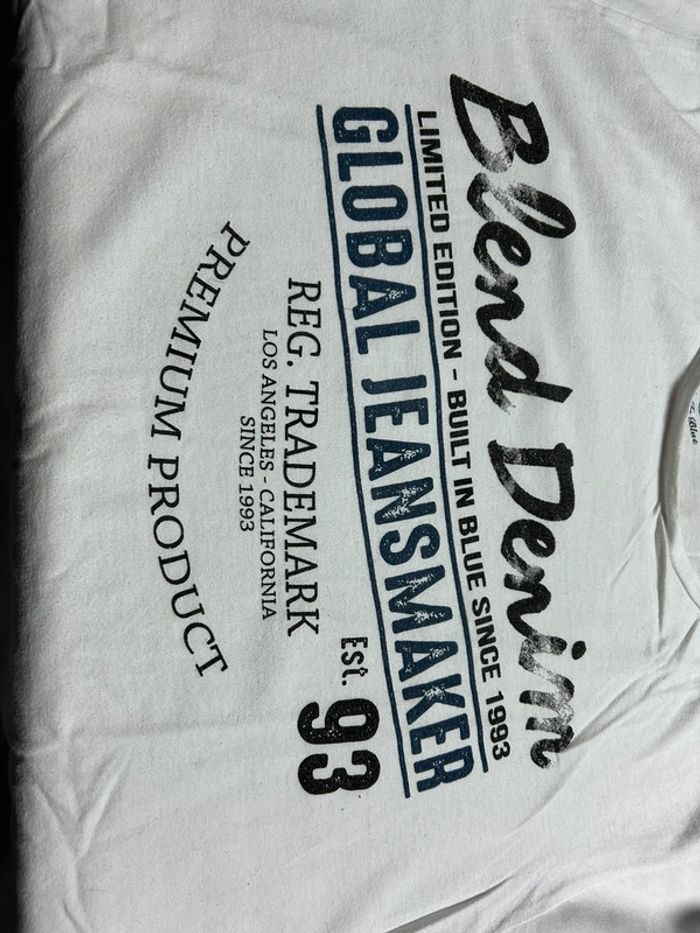 Blend Denim
LIMITED EDITION - BUILT IN BLUE SINCE 1993
GLOBAL JEANSMAKER
REG. TRADEMARK
Est. 93
LOS ANGELES - CALIFORNIA
SINCE 1993
PREMIUM PRODUCT
Blue